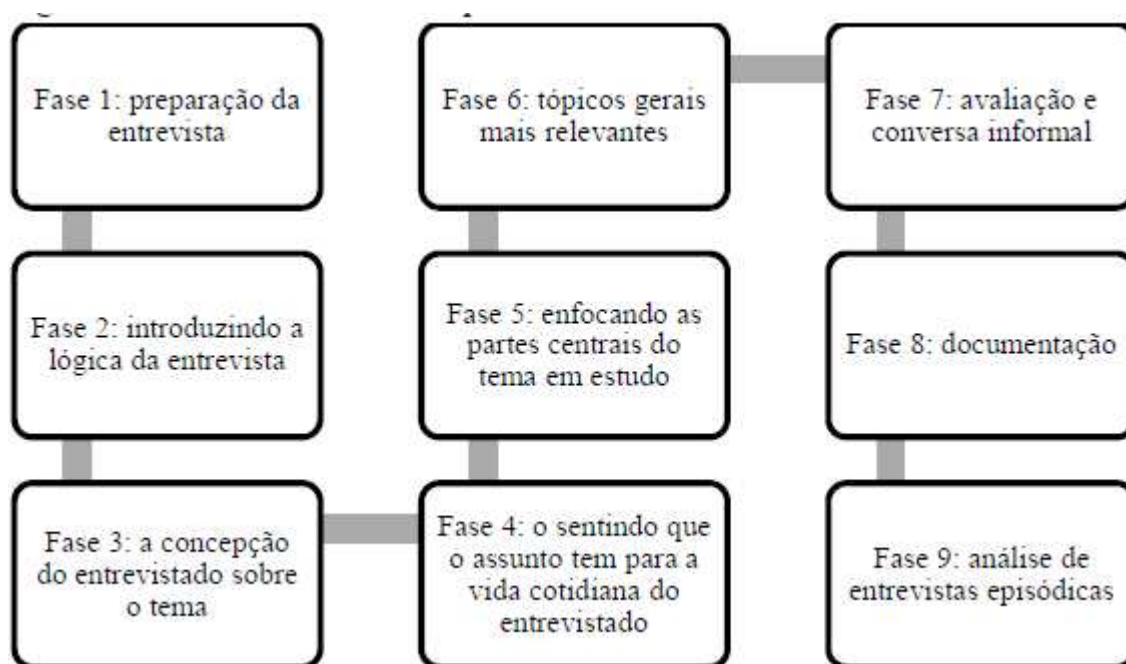 Fase 1: preparação da
entrevista
Fase 2: introduzindo a
lógica da entrevista
Fase 3: a concepção
do entrevistado sobre
o tema
Fase 4: o sentindo que
o assunto tem para a
vida cotidiana do
entrevistado
Fase 5: enfocando as
partes centrais do
tema em estudo
Fase 6: tópicos gerais
mais relevantes
Fase 7: avaliação e
conversa informal
Fase 8: documentação
Fase 9: análise de
entrevistas episódicas